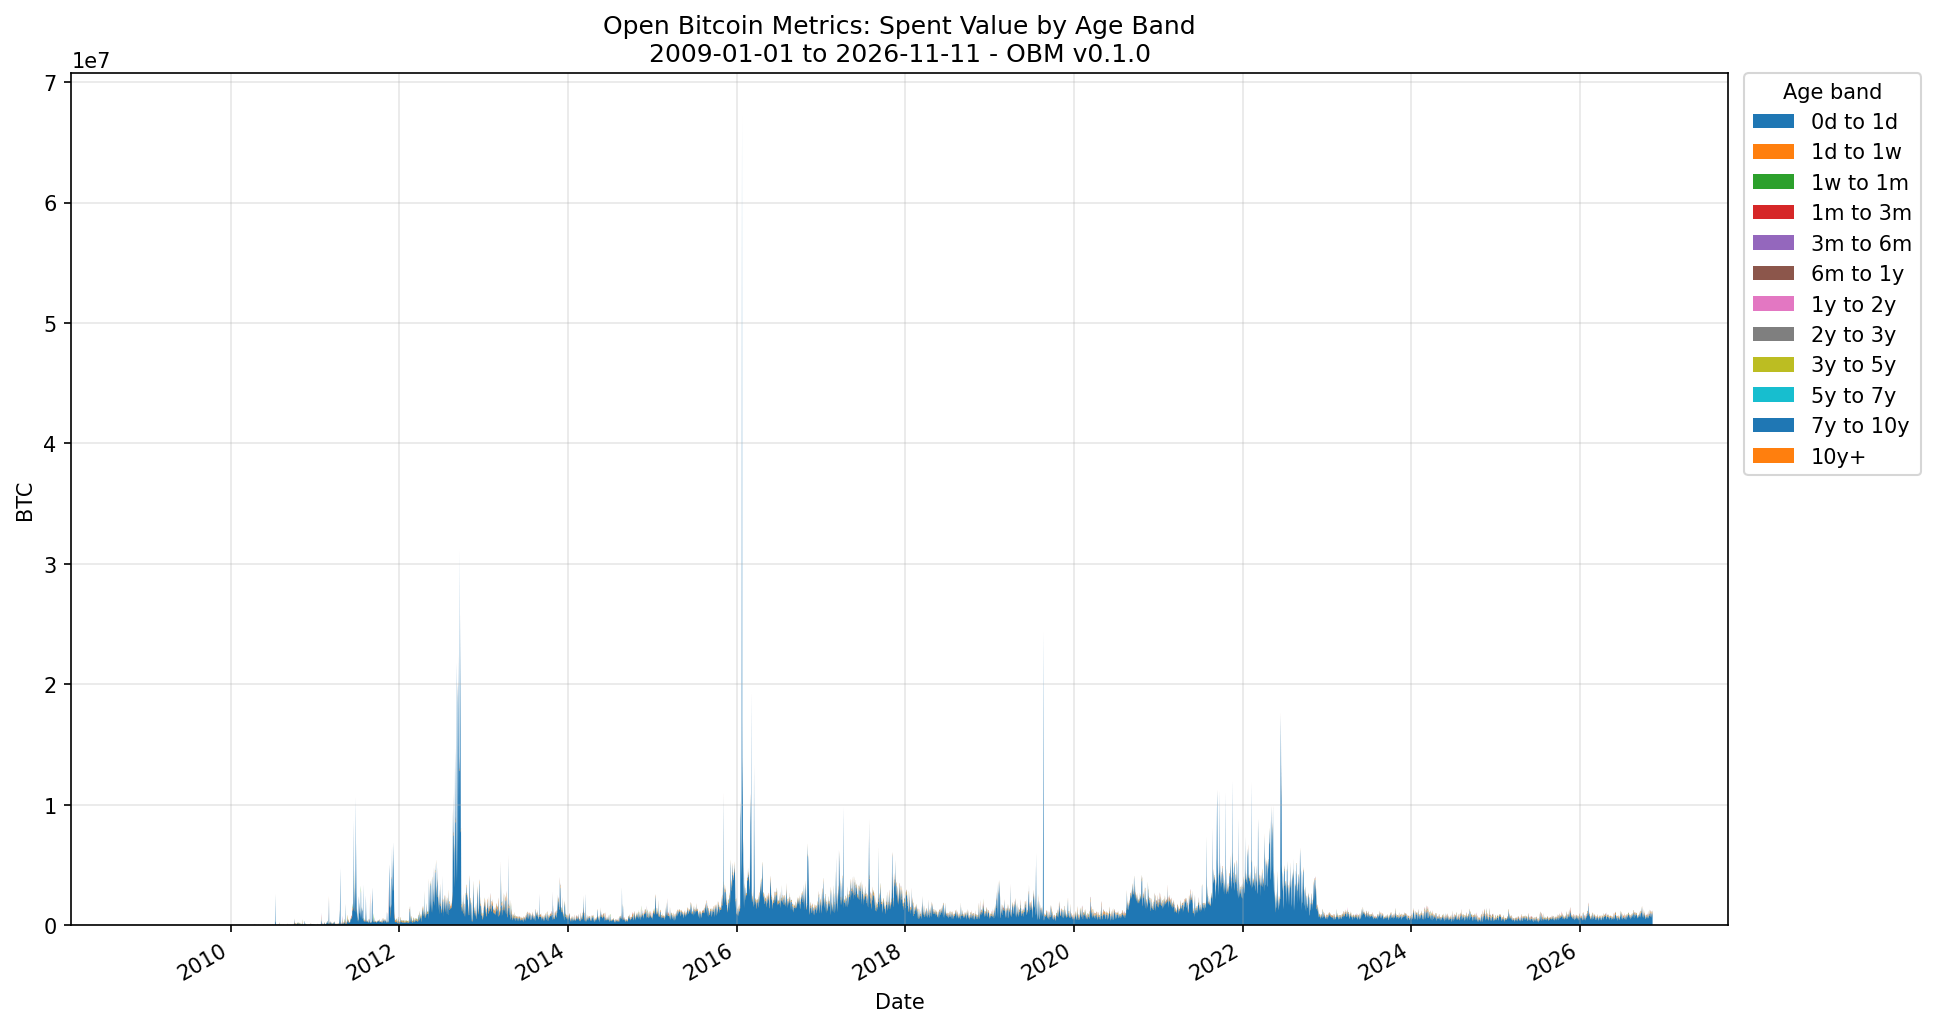 Open Bitcoin Metrics: Spent Value by Age Band
2009-01-01 to 2026-11-11 - OBM v0.1.0
1e7
7
6
5
4
3
2
1
0
BTC
2010
2012
2014
2016
2018
2020
2022
2024
2026
Date
Age band
0d to 1d
1d to 1w
1w to 1m
1m to 3m
3m to 6m
6m to 1y
1y to 2y
2y to 3y
3y to 5y
5y to 7y
7y to 10y
10y+